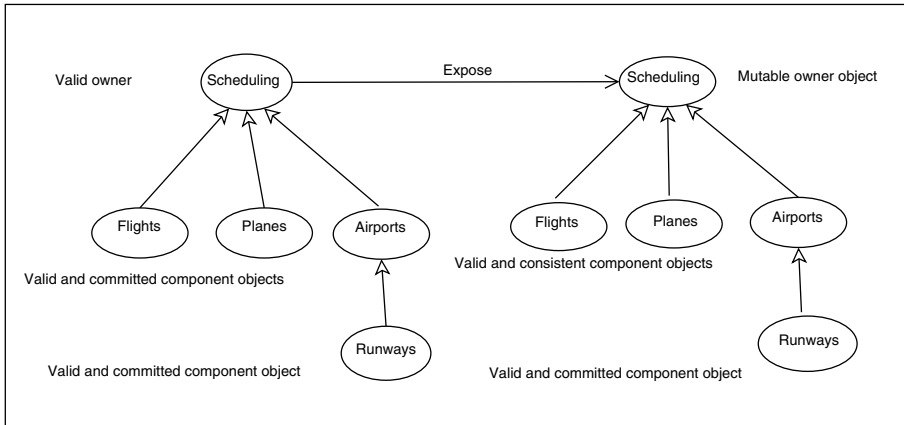 Valid owner
Scheduling
Expose
Scheduling
Mutable owner object
Flights
Planes
Airports
Flights
Planes
Airports
Valid and committed component objects
Valid and consistent component objects
Runways
Runways
Valid and committed component object
Valid and committed component object